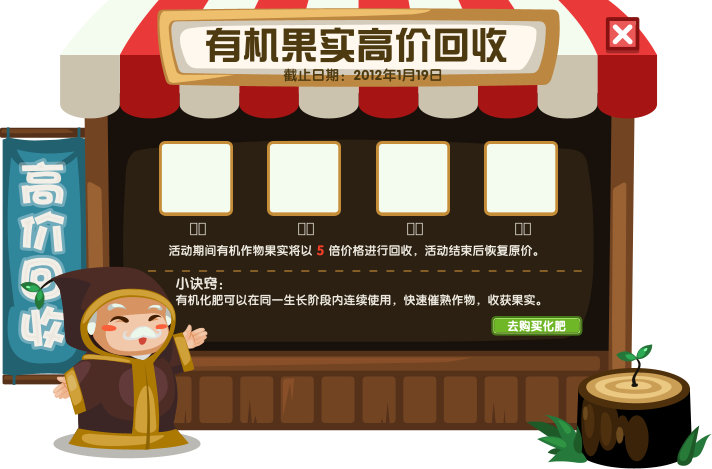 有机果实高价回收
截止日期：2012年1月19日
高价回收
活动期间有机作物果实将以 5 倍价格进行回收，活动结束后恢复原价。
小诀窍：
有机化肥可以在同一生长阶段内连续使用，快速催熟作物，收获果实。
去购买化肥